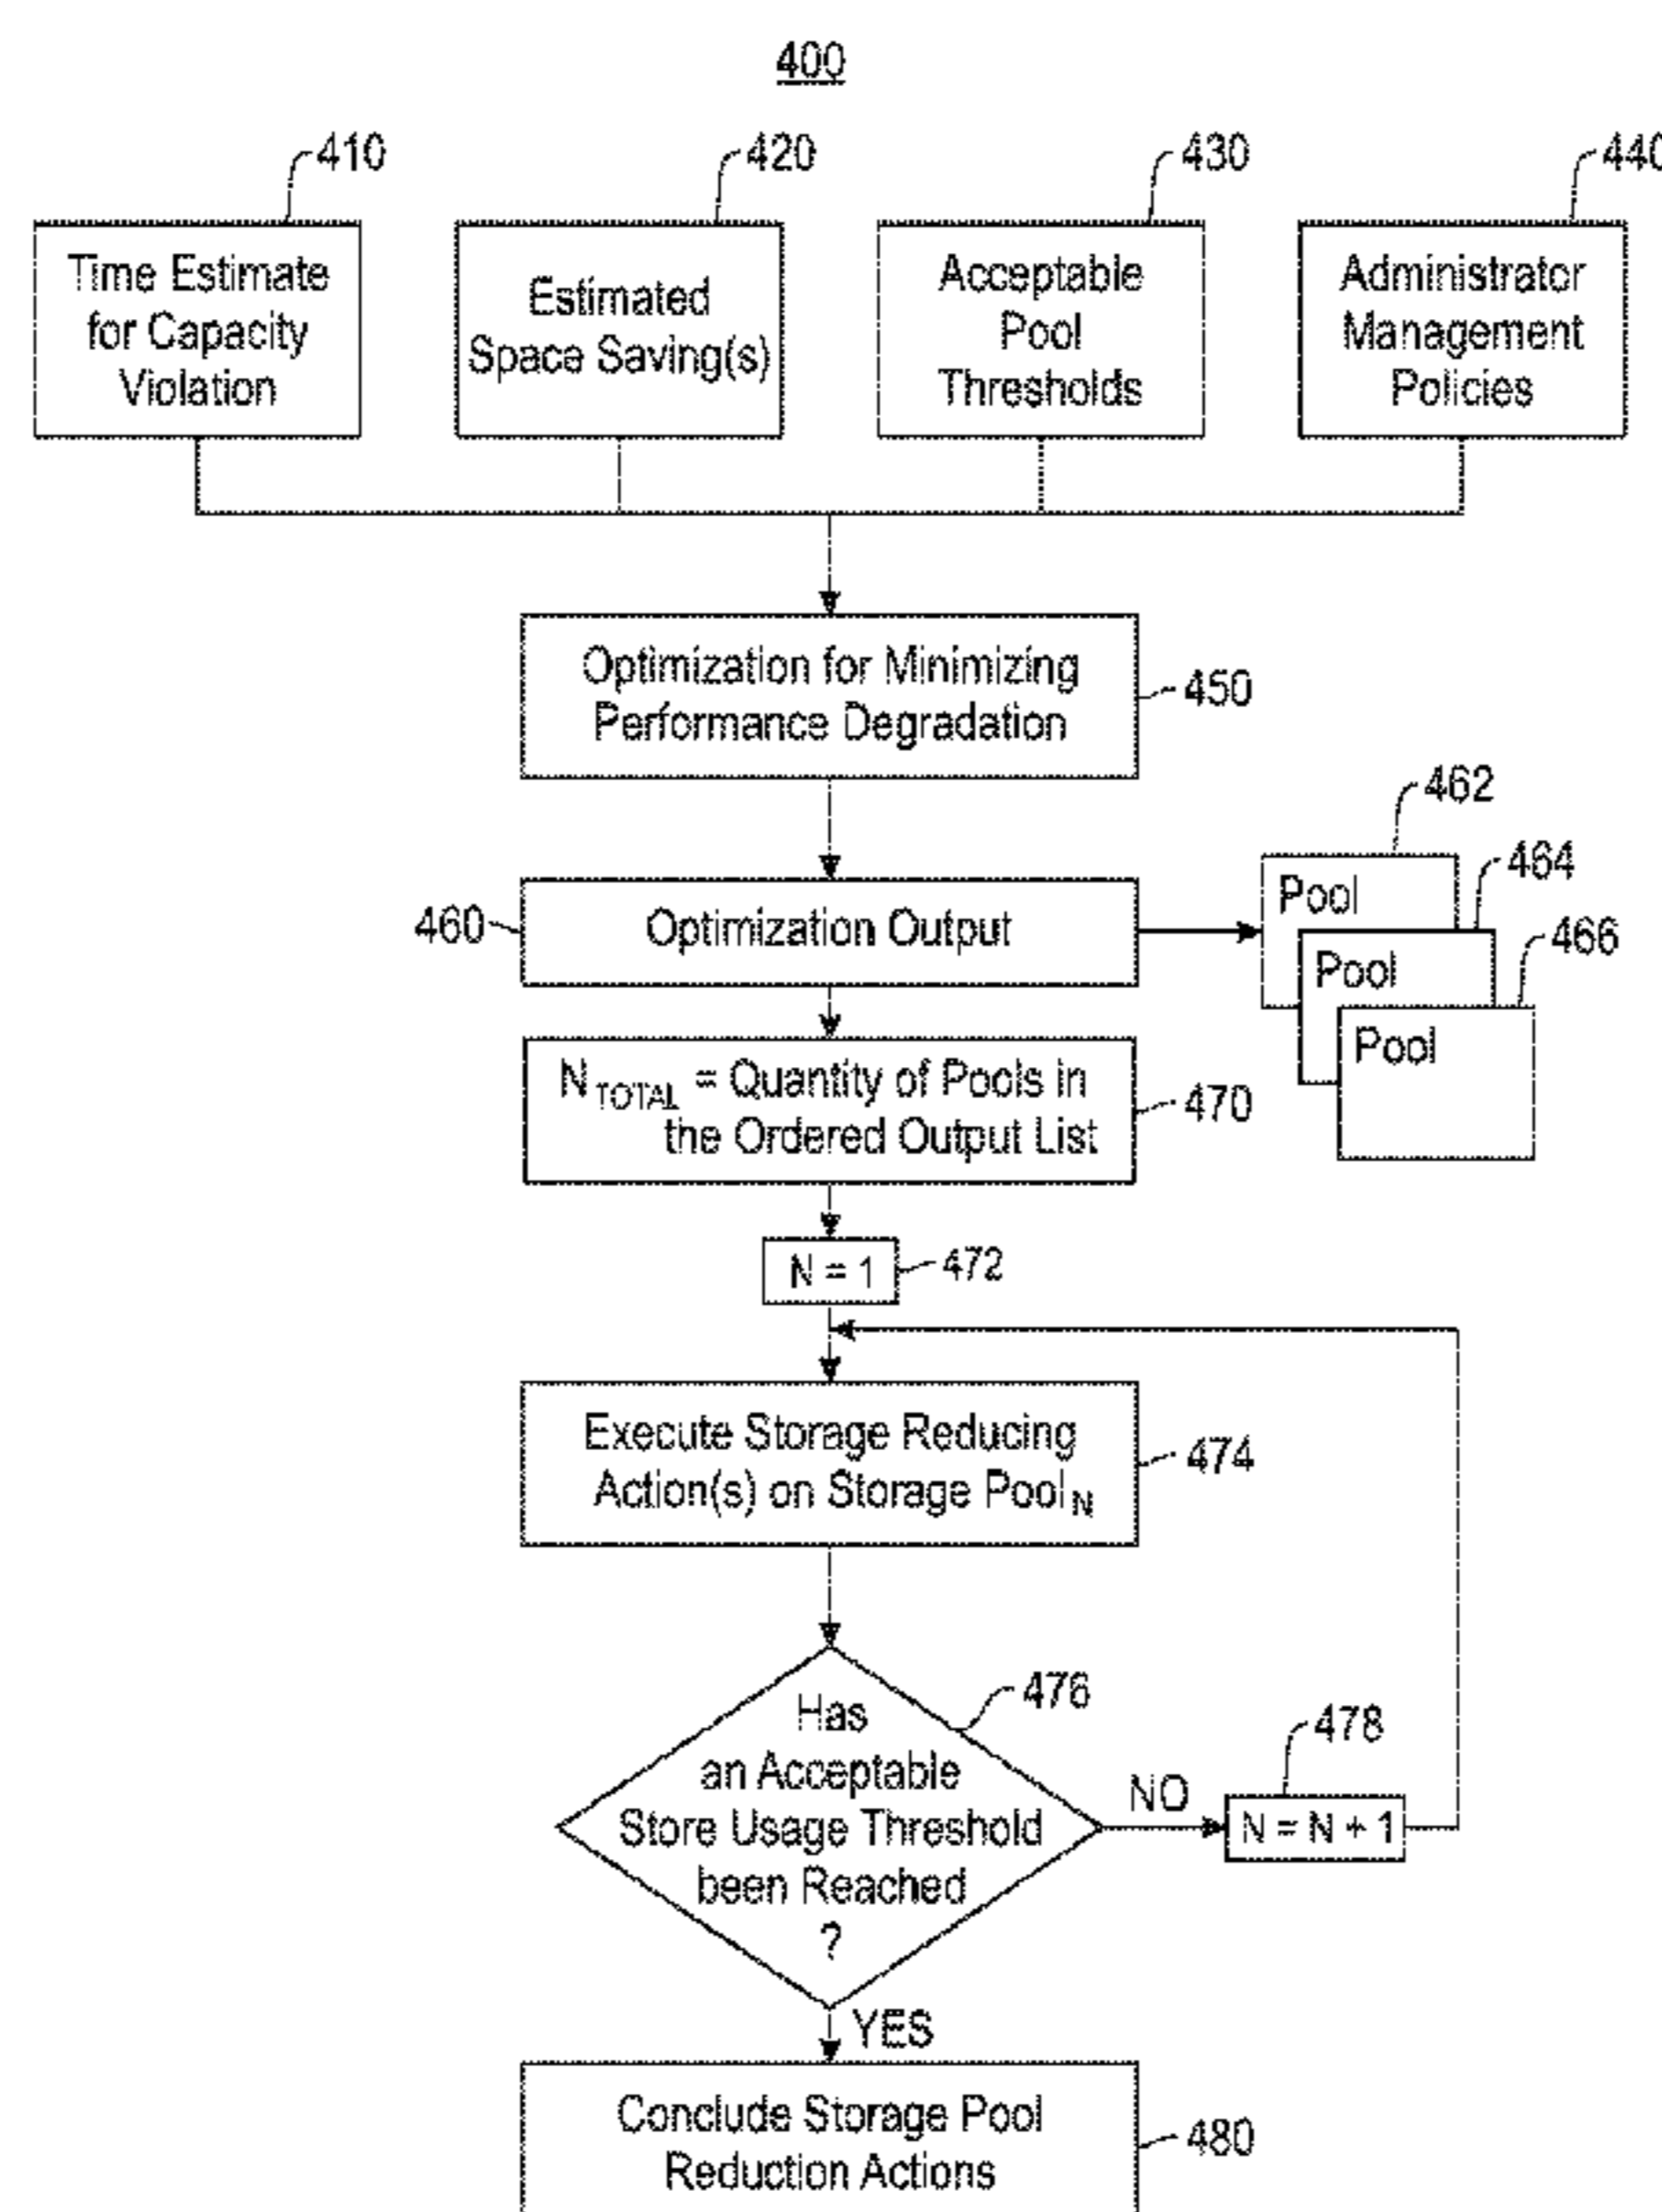 400
410
420
430
440
Time Estimate
for Capacity
Violation
Estimated
Space Saving(s)
Acceptable
Pool
Thresholds
Administrator
Management
Policies
Optimization for Minimizing
Performance Degradation
450
462
464
466
Pool
Pool
Pool
460
Optimization Output
N TOTAL = Quantity of Pools in
the Ordered Output List
470
N = 1
472
Execute Storage Reducing
Action(s) on Storage Pool N
474
Has
an Acceptable
Store Usage Threshold
been Reached
?
476
NO
478
N = N + 1
YES
Conclude Storage Pool
Reduction Actions
480